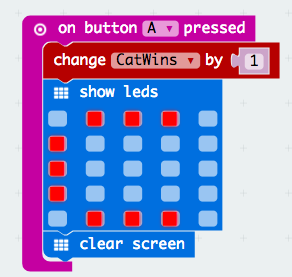 on button A pressed
change CatWins by 1
show leds
clear screen